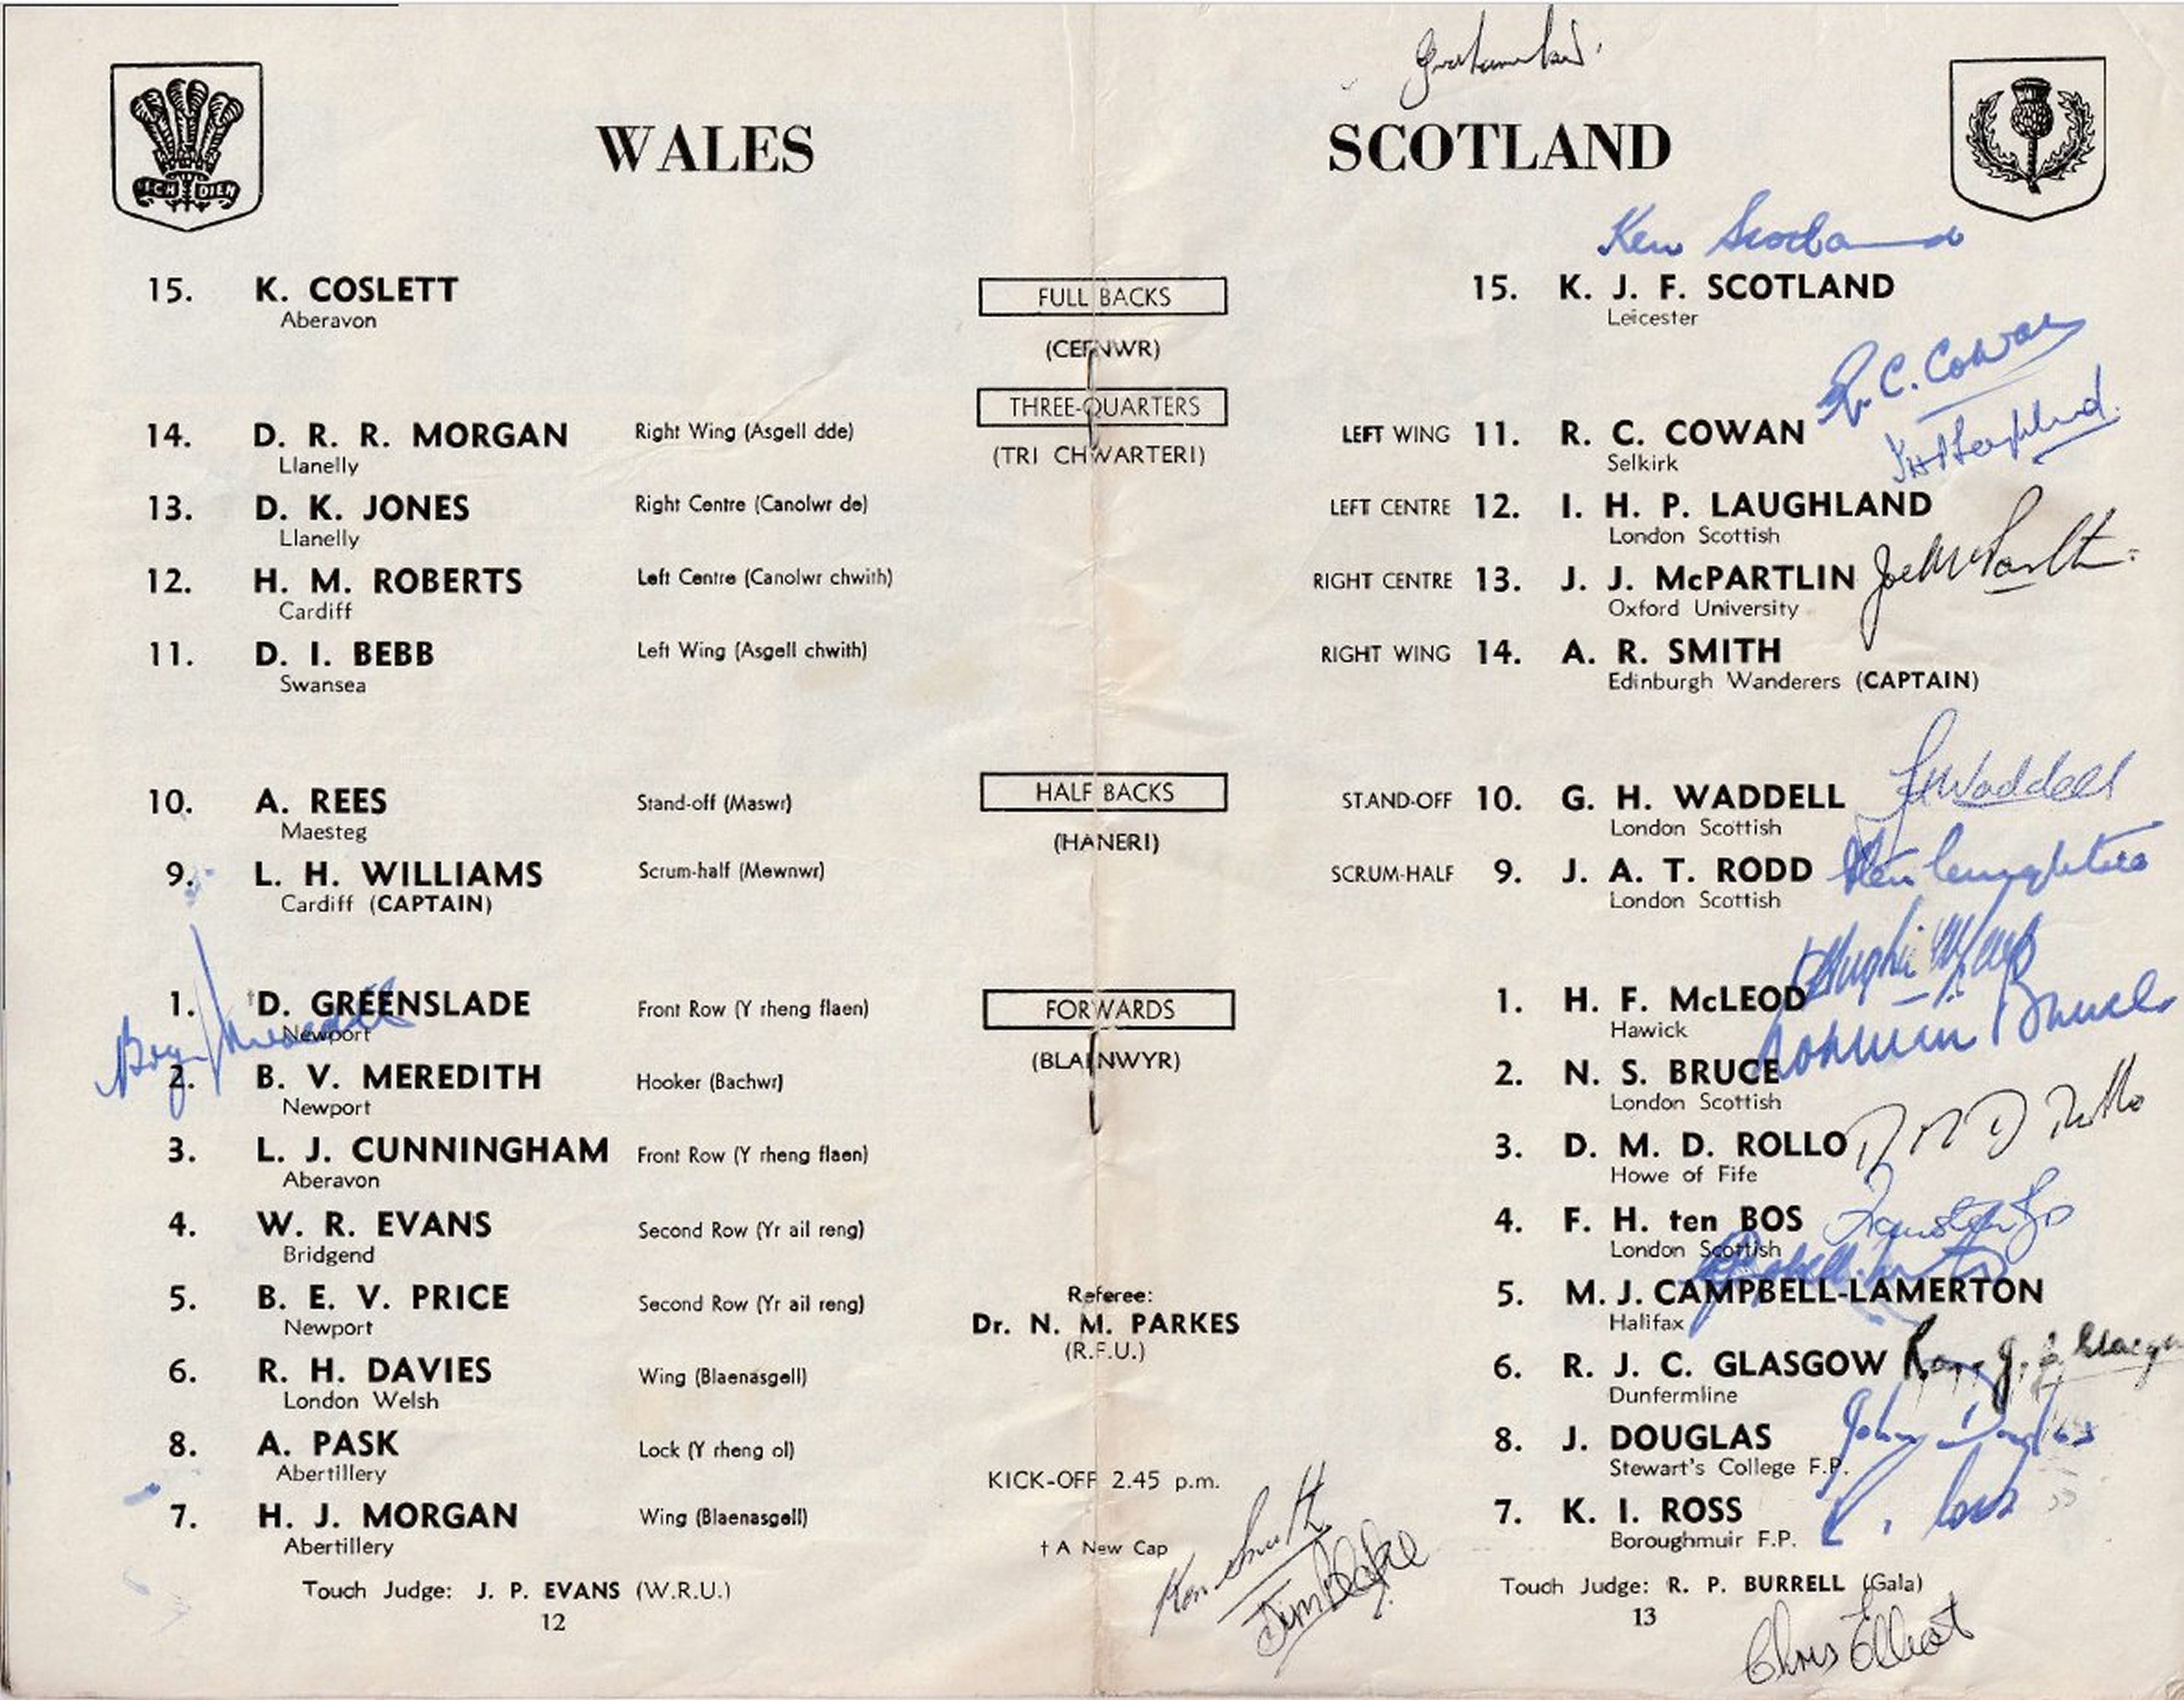 WALES
ICH DIEN
15. K. COSLETT
Aberavon
14. D. R. R. MORGAN Right Wing (Asgell dde)
Llanelly
13. D. K. JONES Right Centre (Canolwr de)
Llanelly
12. H. M. ROBERTS Left Centre (Canolwr chwith)
Cardiff
11. D. I. BEBB Left Wing (Asgell chwith)
Swansea
10. A. REES Stand-off (Maswr)
Maesteg
9. L. H. WILLIAMS Scrum-half (Mewnwr)
Cardiff (CAPTAIN)
1. †D. GREENSLADE Front Row (Y rheng flaen)
Newport
2. B. V. MEREDITH Hooker (Bachwr)
Newport
3. L. J. CUNNINGHAM Front Row (Y rheng flaen)
Aberavon
4. W. R. EVANS Second Row (Yr ail reng)
Bridgend
5. B. E. V. PRICE Second Row (Yr ail reng)
Newport
6. R. H. DAVIES Wing (Blaenasgell)
London Welsh
8. A. PASK Lock (Y rheng ol)
Abertillery
7. H. J. MORGAN Wing (Blaenasgell)
Abertillery
Touch Judge: J. P. EVANS (W.R.U.)
12
FULL BACKS
(CEFNWR)
THREE-QUARTERS
(TRI CHWARTERI)
HALF BACKS
(HANERI)
FORWARDS
(BLAENWYR)
Referee:
Dr. N. M. PARKES
(R.F.U.)
KICK-OFF 2.45 p.m.
† A New Cap
Ken Smith
SCOTLAND
Ken Scotland
15. K. J. F. SCOTLAND
Leicester
R. C. Cowan
LEFT WING 11. R. C. COWAN
Selkirk
LEFT CENTRE 12. I. H. P. LAUGHLAND
London Scottish
RIGHT CENTRE 13. J. J. McPARTLIN
Oxford University
RIGHT WING 14. A. R. SMITH
Edinburgh Wanderers (CAPTAIN)
STAND-OFF 10. G. H. WADDELL GHWaddell
London Scottish
SCRUM-HALF 9. J. A. T. RODD
London Scottish
1. H. F. McLEOD
Hawick
Norman Bruce
2. N. S. BRUCE
London Scottish
3. D. M. D. ROLLO D M D Rollo
Howe of Fife
4. F. H. ten BOS
London Scottish
5. M. J. CAMPBELL-LAMERTON
Halifax
6. R. J. C. GLASGOW
Dunfermline
8. J. DOUGLAS John Douglas
Stewart's College F.P.
7. K. I. ROSS
Boroughmuir F.P.
Touch Judge: R. P. BURRELL (Gala)
13
Chris Elliot